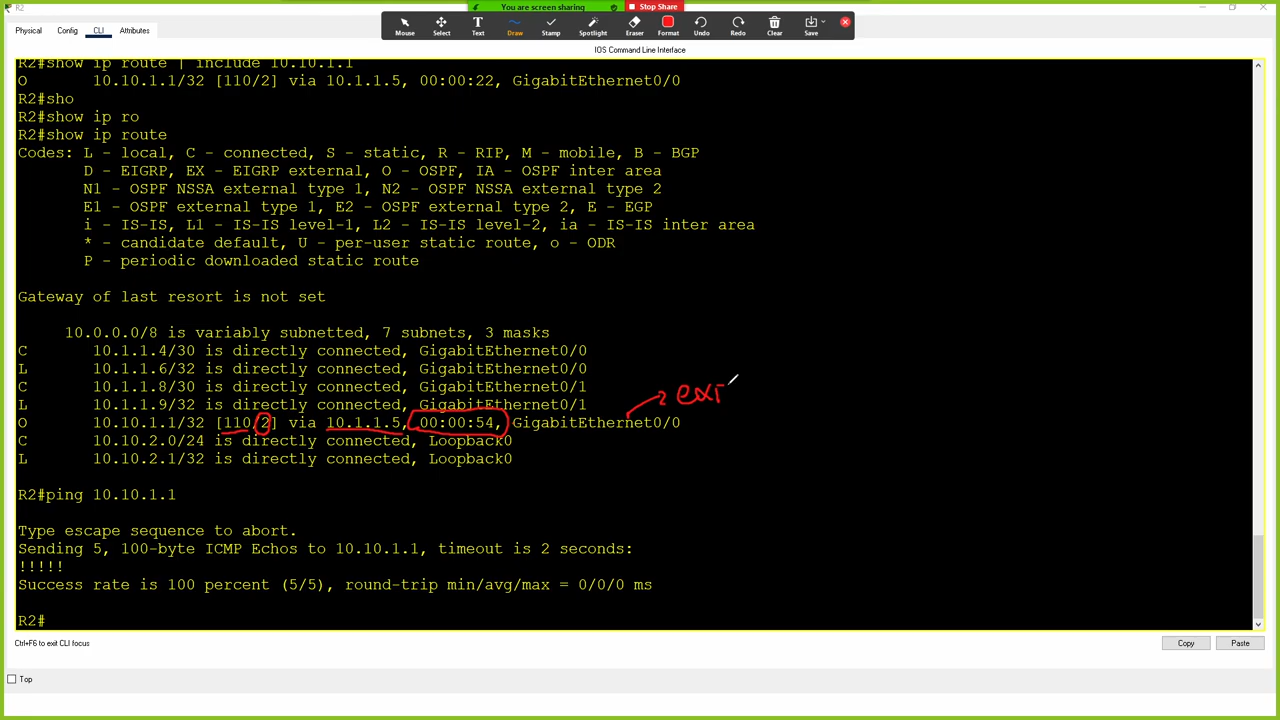 R2
You are screen sharing
Stop Share
Mouse Select Text Draw Stamp Spotlight Eraser Format Undo Redo Clear Save
Physical Config CLI Attributes
IOS Command Line Interface
R2#show ip route | include 10.10.1.1
O 10.10.1.1/32 [110/2] via 10.1.1.5, 00:00:22, GigabitEthernet0/0
R2#sho
R2#show ip ro
R2#show ip route
Codes: L - local, C - connected, S - static, R - RIP, M - mobile, B - BGP
D - EIGRP, EX - EIGRP external, O - OSPF, IA - OSPF inter area
N1 - OSPF NSSA external type 1, N2 - OSPF NSSA external type 2
E1 - OSPF external type 1, E2 - OSPF external type 2, E - EGP
i - IS-IS, L1 - IS-IS level-1, L2 - IS-IS level-2, ia - IS-IS inter area
* - candidate default, U - per-user static route, o - ODR
P - periodic downloaded static route
Gateway of last resort is not set
10.0.0.0/8 is variably subnetted, 7 subnets, 3 masks
C 10.1.1.4/30 is directly connected, GigabitEthernet0/0
L 10.1.1.6/32 is directly connected, GigabitEthernet0/0
C 10.1.1.8/30 is directly connected, GigabitEthernet0/1
L 10.1.1.9/32 is directly connected, GigabitEthernet0/1
exi
O 10.10.1.1/32 [110/2] via 10.1.1.5, 00:00:54, GigabitEthernet0/0
C 10.10.2.0/24 is directly connected, Loopback0
L 10.10.2.1/32 is directly connected, Loopback0
R2#ping 10.10.1.1
Type escape sequence to abort.
Sending 5, 100-byte ICMP Echos to 10.10.1.1, timeout is 2 seconds:
!!!!!
Success rate is 100 percent (5/5), round-trip min/avg/max = 0/0/0 ms
R2#
Ctrl+F6 to exit CLI focus
Copy Paste
Top